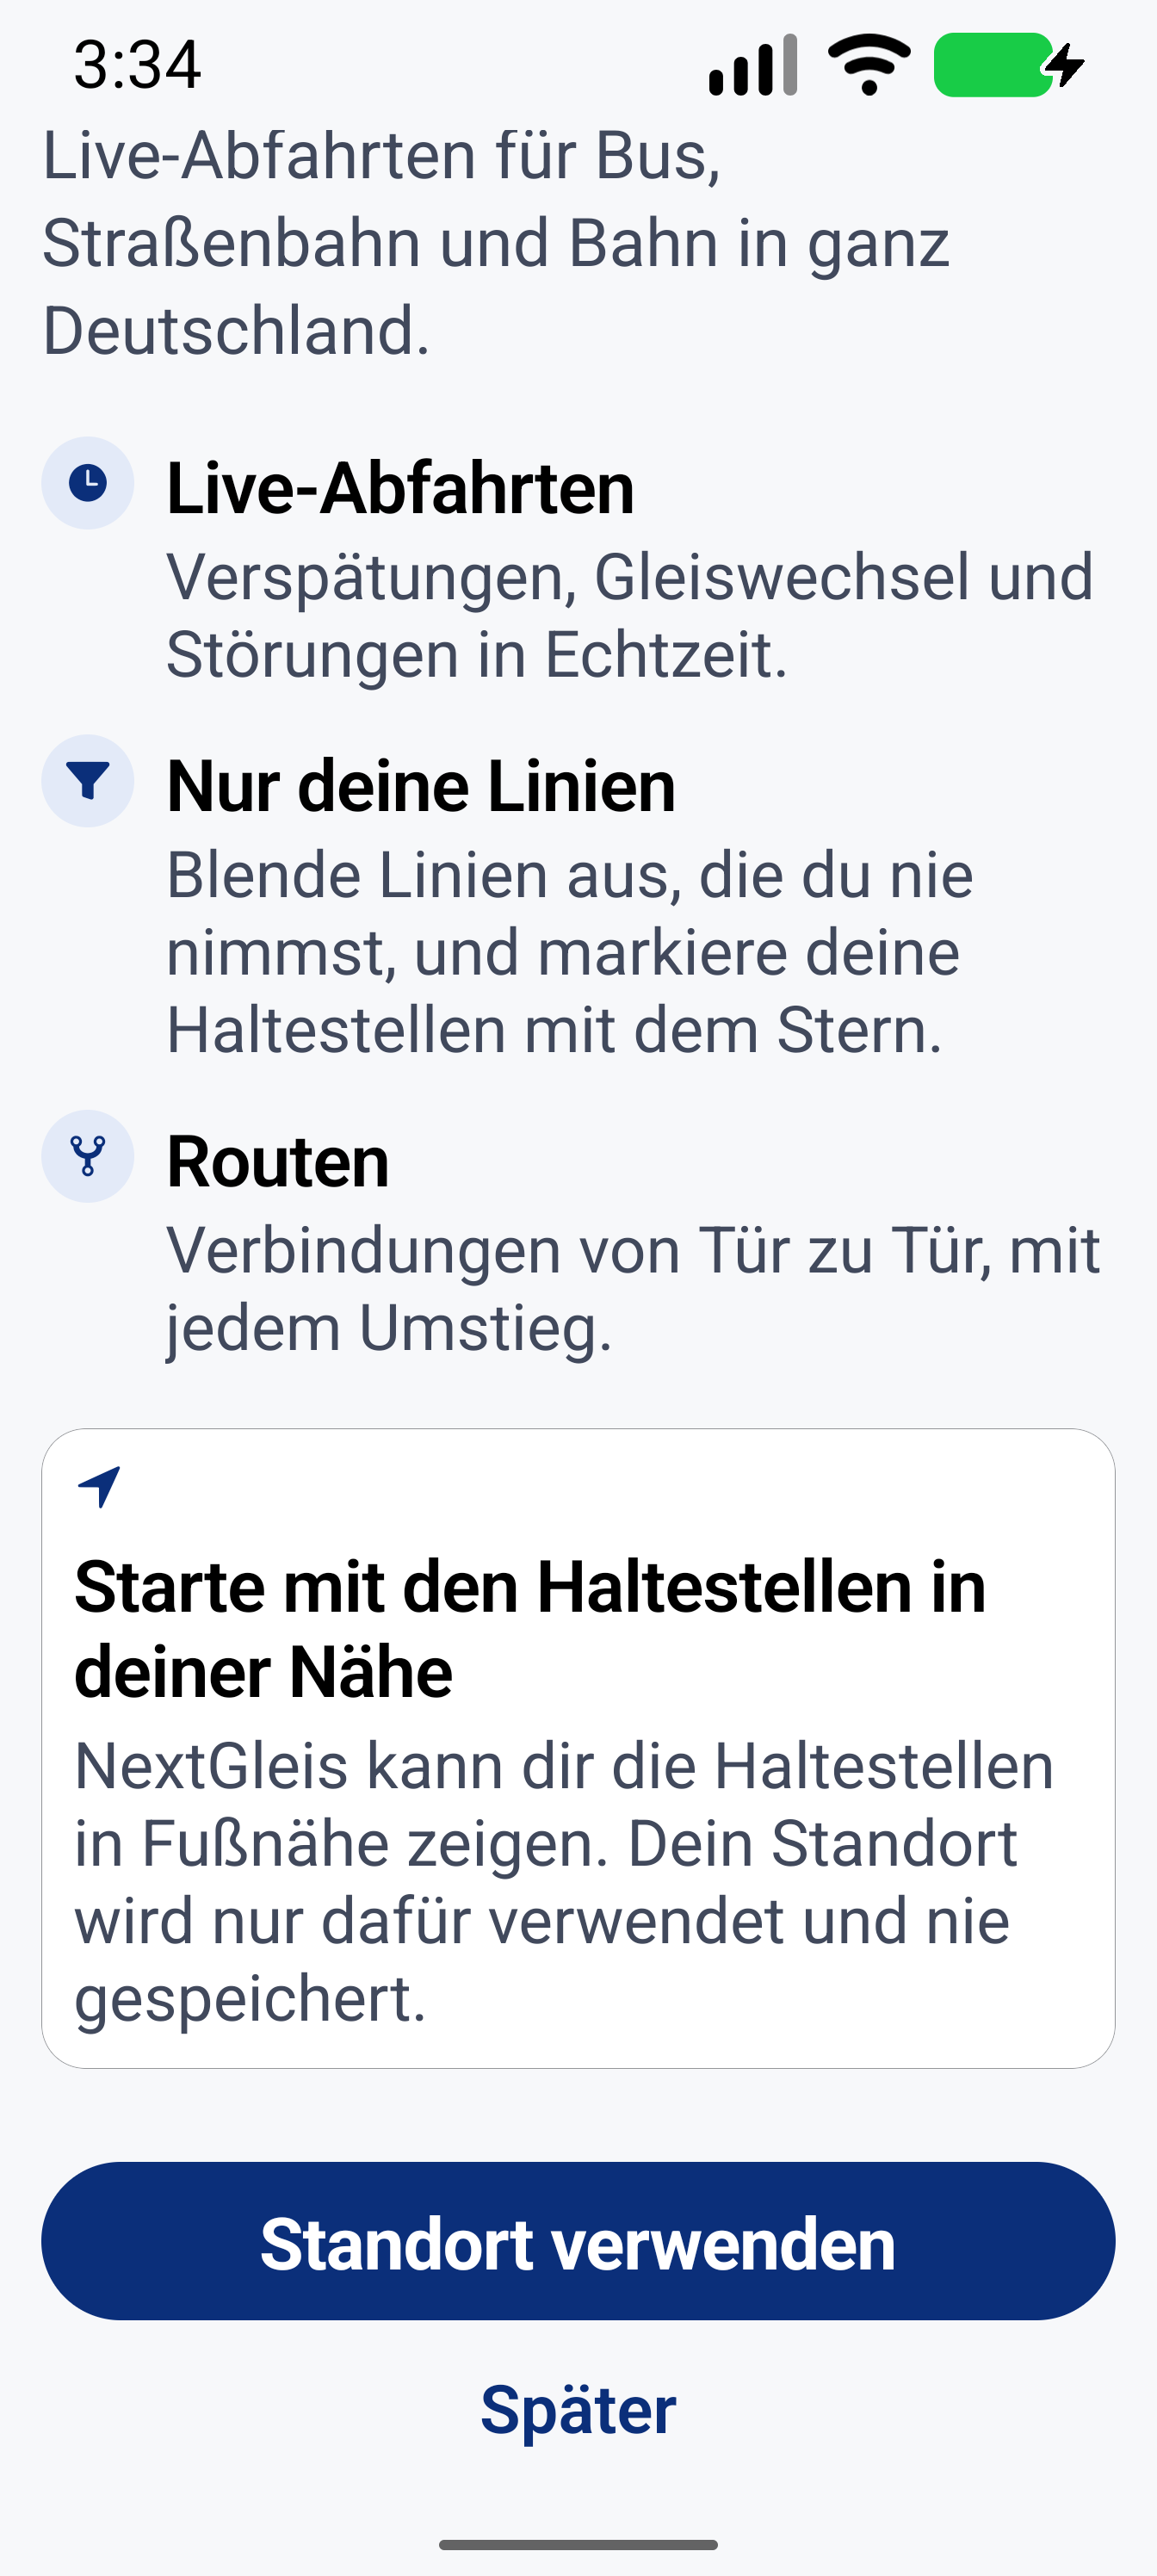 3:34
Live-Abfahrten für Bus,
Straßenbahn und Bahn in ganz
Deutschland.
Live-Abfahrten
Verspätungen, Gleiswechsel und
Störungen in Echtzeit.
Nur deine Linien
Blende Linien aus, die du nie
nimmst, und markiere deine
Haltestellen mit dem Stern.
Routen
Verbindungen von Tür zu Tür, mit
jedem Umstieg.
Starte mit den Haltestellen in
deiner Nähe
NextGleis kann dir die Haltestellen
in Fußnähe zeigen. Dein Standort
wird nur dafür verwendet und nie
gespeichert.
Standort verwenden
Später